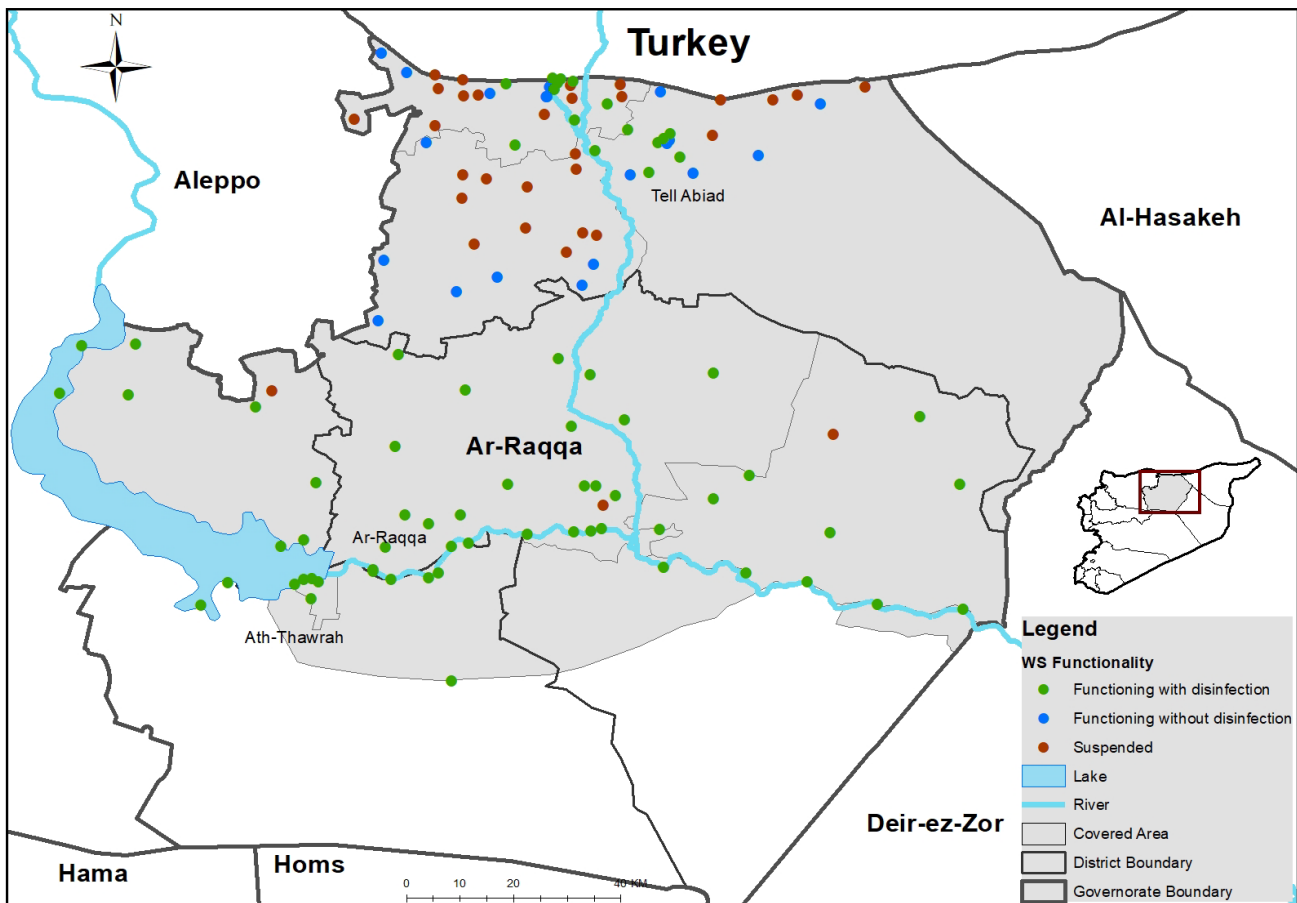 N
Turkey
Aleppo
Tell Abiad
Al-Hasakeh
Ar-Raqqa
Ar-Raqqa
Ath-Thawrah
Deir-ez-Zor
Hama
Homs
0 10 20 40 KM
Legend
WS Functionality
Functioning with disinfection
Functioning without disinfection
Suspended
Lake
River
Covered Area
District Boundary
Governorate Boundary